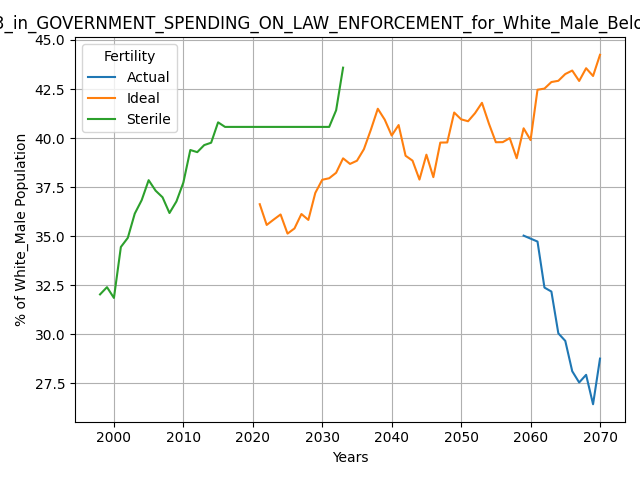 3_in_GOVERNMENT_SPENDING_ON_LAW_ENFORCEMENT_for_White_Male_Belo
Fertility
Actual
Ideal
Sterile
% of White_Male Population
45.0
42.5
40.0
37.5
35.0
32.5
30.0
27.5
2000 2010 2020 2030 2040 2050 2060 2070
Years